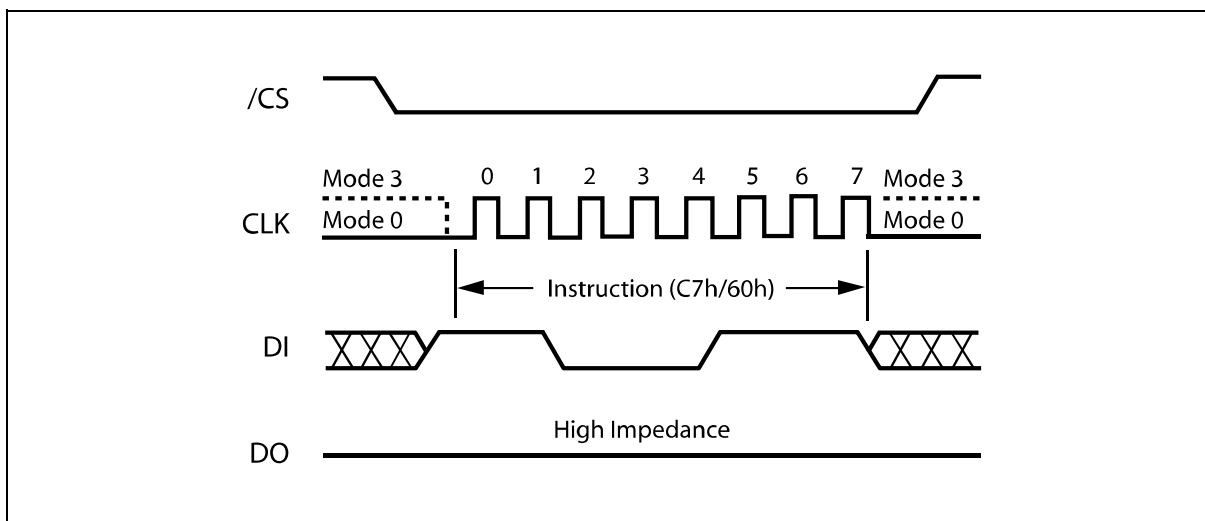 /CS
Mode 3 0 1 2 3 4 5 6 7 Mode 3
CLK Mode 0 Mode 0
Instruction (C7h/60h)
DI
High Impedance
DO